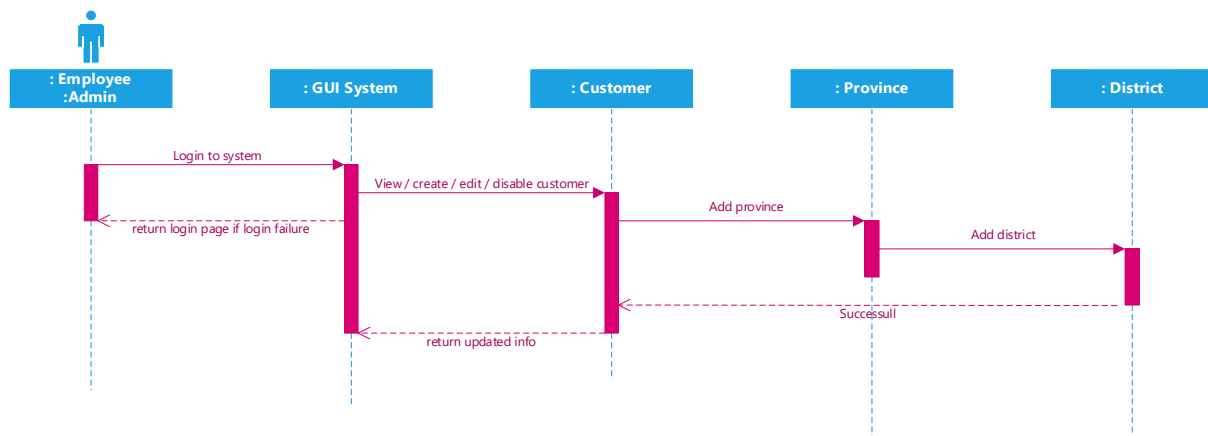 : Employee
:Admin
: GUI System
: Customer
: Province
: District
Login to system
View / create / edit / disable customer
return login page if login failure
Add province
Add district
Successull
return updated info